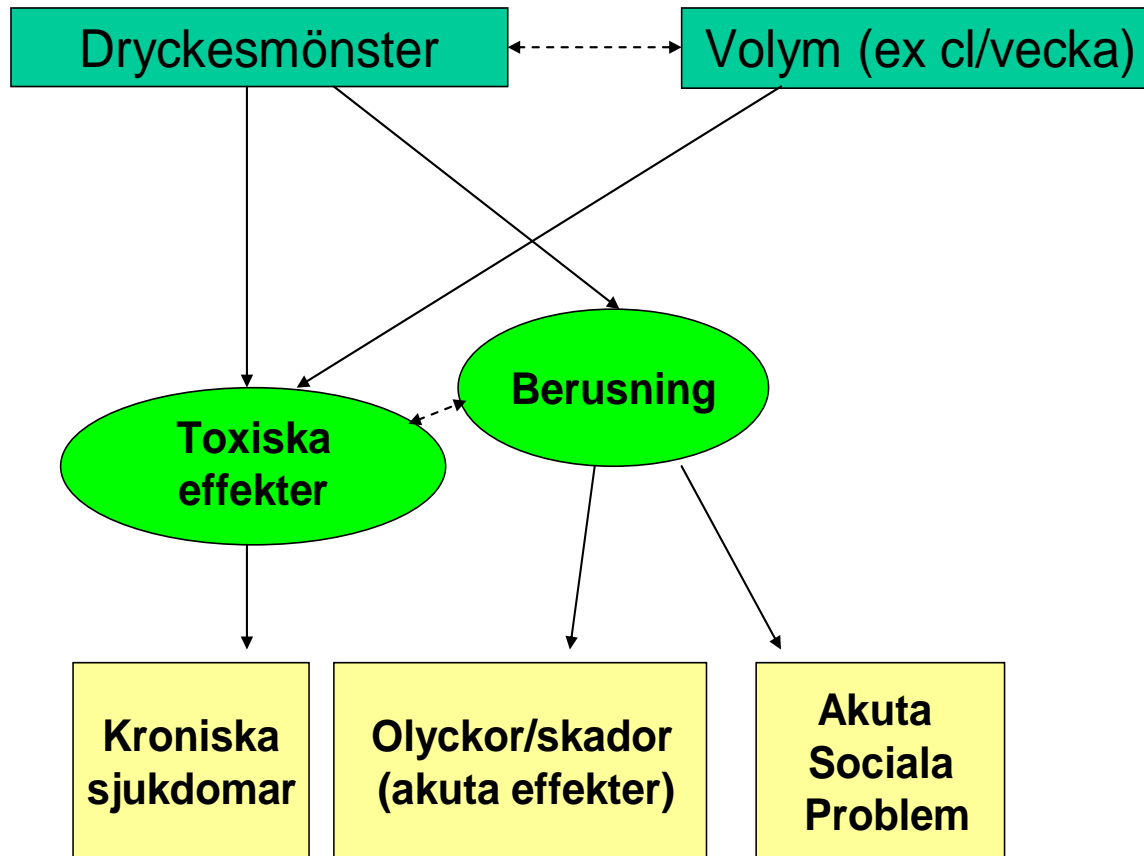 Dryckesmönster
Volym (ex cl/vecka)
Berusning
Toxiska
effekter
Kroniska
sjukdomar
Olyckor/skador
(akuta effekter)
Akuta
Sociala
Problem